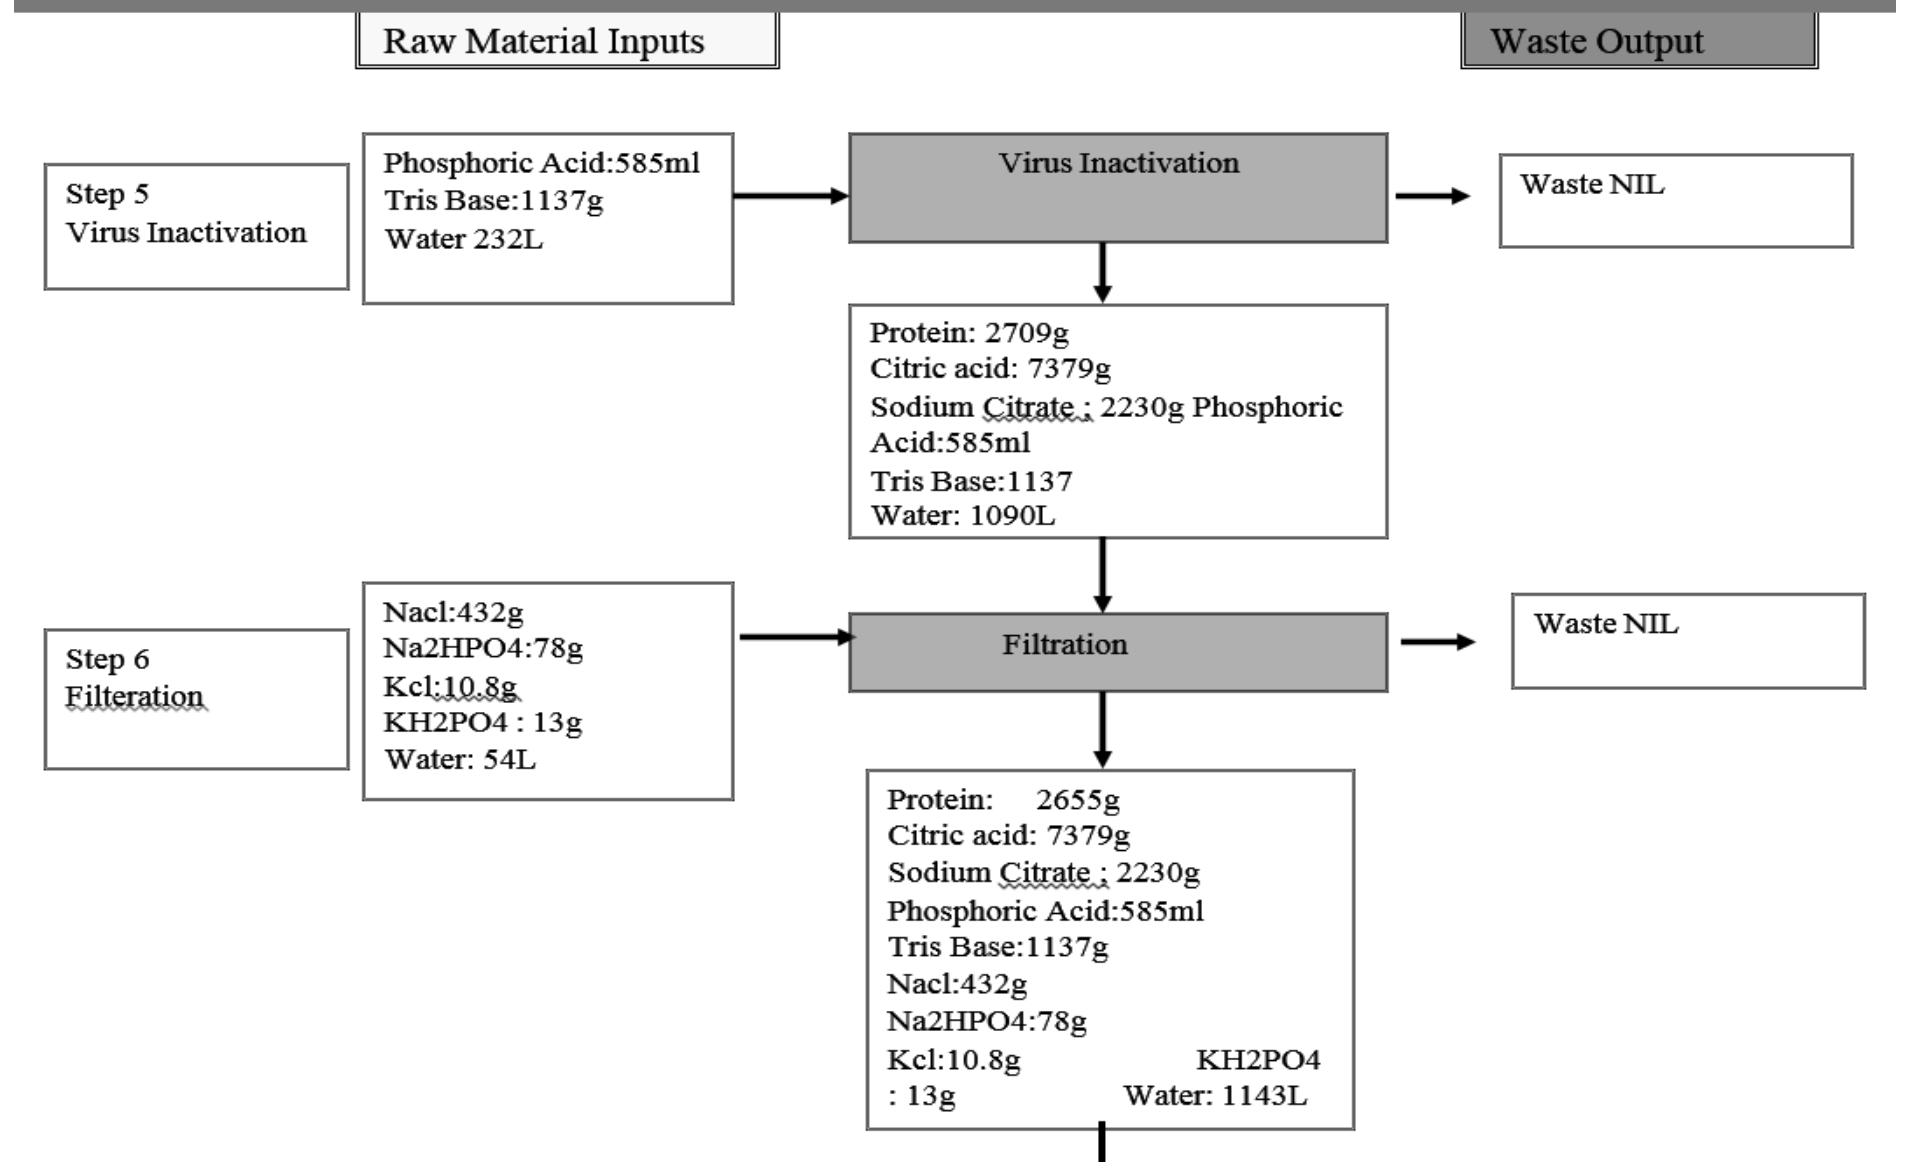 Raw Material Inputs
Waste Output
Step 5
Virus Inactivation
Phosphoric Acid:585ml
Tris Base:1137g
Water 232L
Virus Inactivation
Waste NIL
Protein: 2709g
Citric acid: 7379g
Sodium Citrate ; 2230g Phosphoric
Acid:585ml
Tris Base:1137
Water: 1090L
Step 6
Filteration
Nacl:432g
Na2HPO4:78g
Kcl:10.8g
KH2PO4 : 13g
Water: 54L
Filtration
Waste NIL
Protein: 2655g
Citric acid: 7379g
Sodium Citrate ; 2230g
Phosphoric Acid:585ml
Tris Base:1137g
Nacl:432g
Na2HPO4:78g
Kcl:10.8g KH2PO4
: 13g Water: 1143L